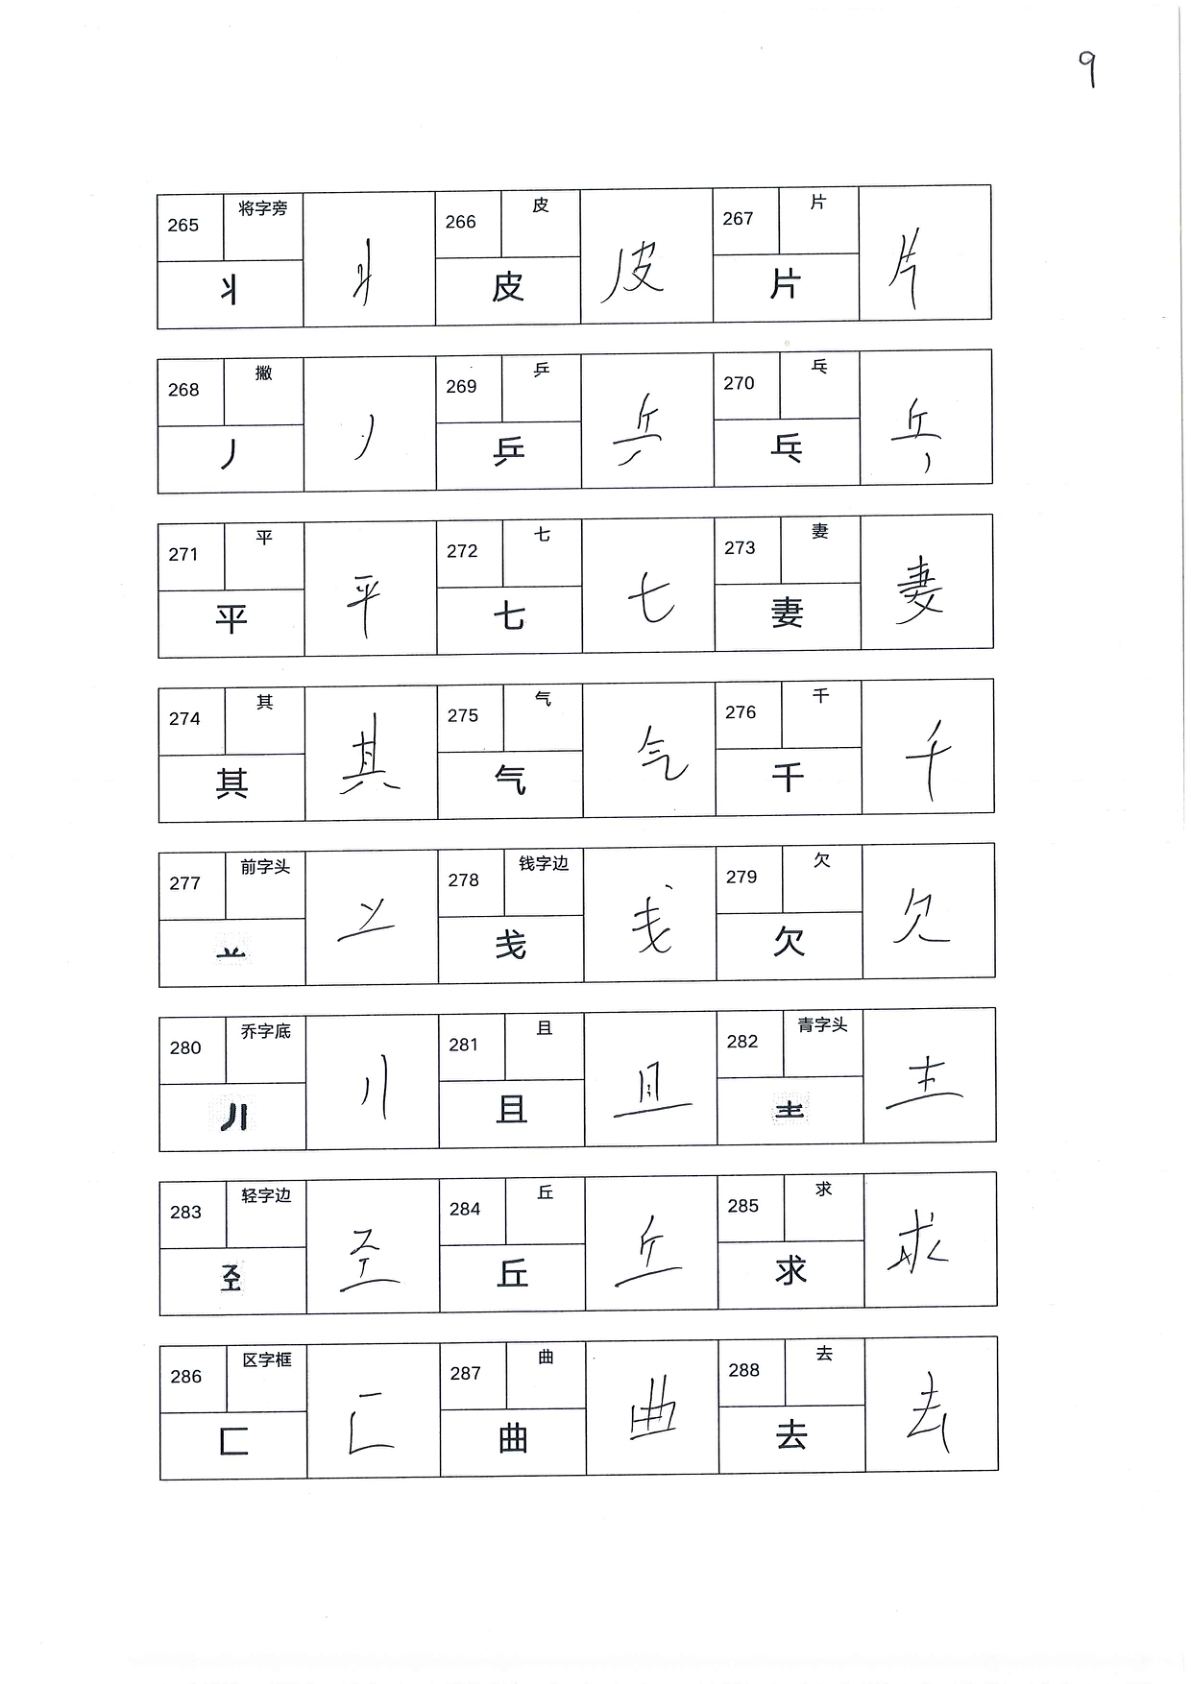 9
265 将字旁 丬 丬 266 皮 皮 皮 267 片 片 片
268 撇 丿 丿 269 乒 乒 乒 270 乓 乓 乓
271 平 平 平 272 七 七 七 273 妻 妻 妻
274 其 其 其 275 气 气 气 276 千 千 千
277 前字头 䒑 䒑 278 钱字边 戋 戋 279 欠 欠 欠
280 乔字底 丿丨 丿丨 281 且 且 且 282 青字头 龶 龶
283 轻字边 𢀖 𢀖 284 丘 丘 丘 285 求 求 求
286 区字框 匚 匚 287 曲 曲 曲 288 去 去 去